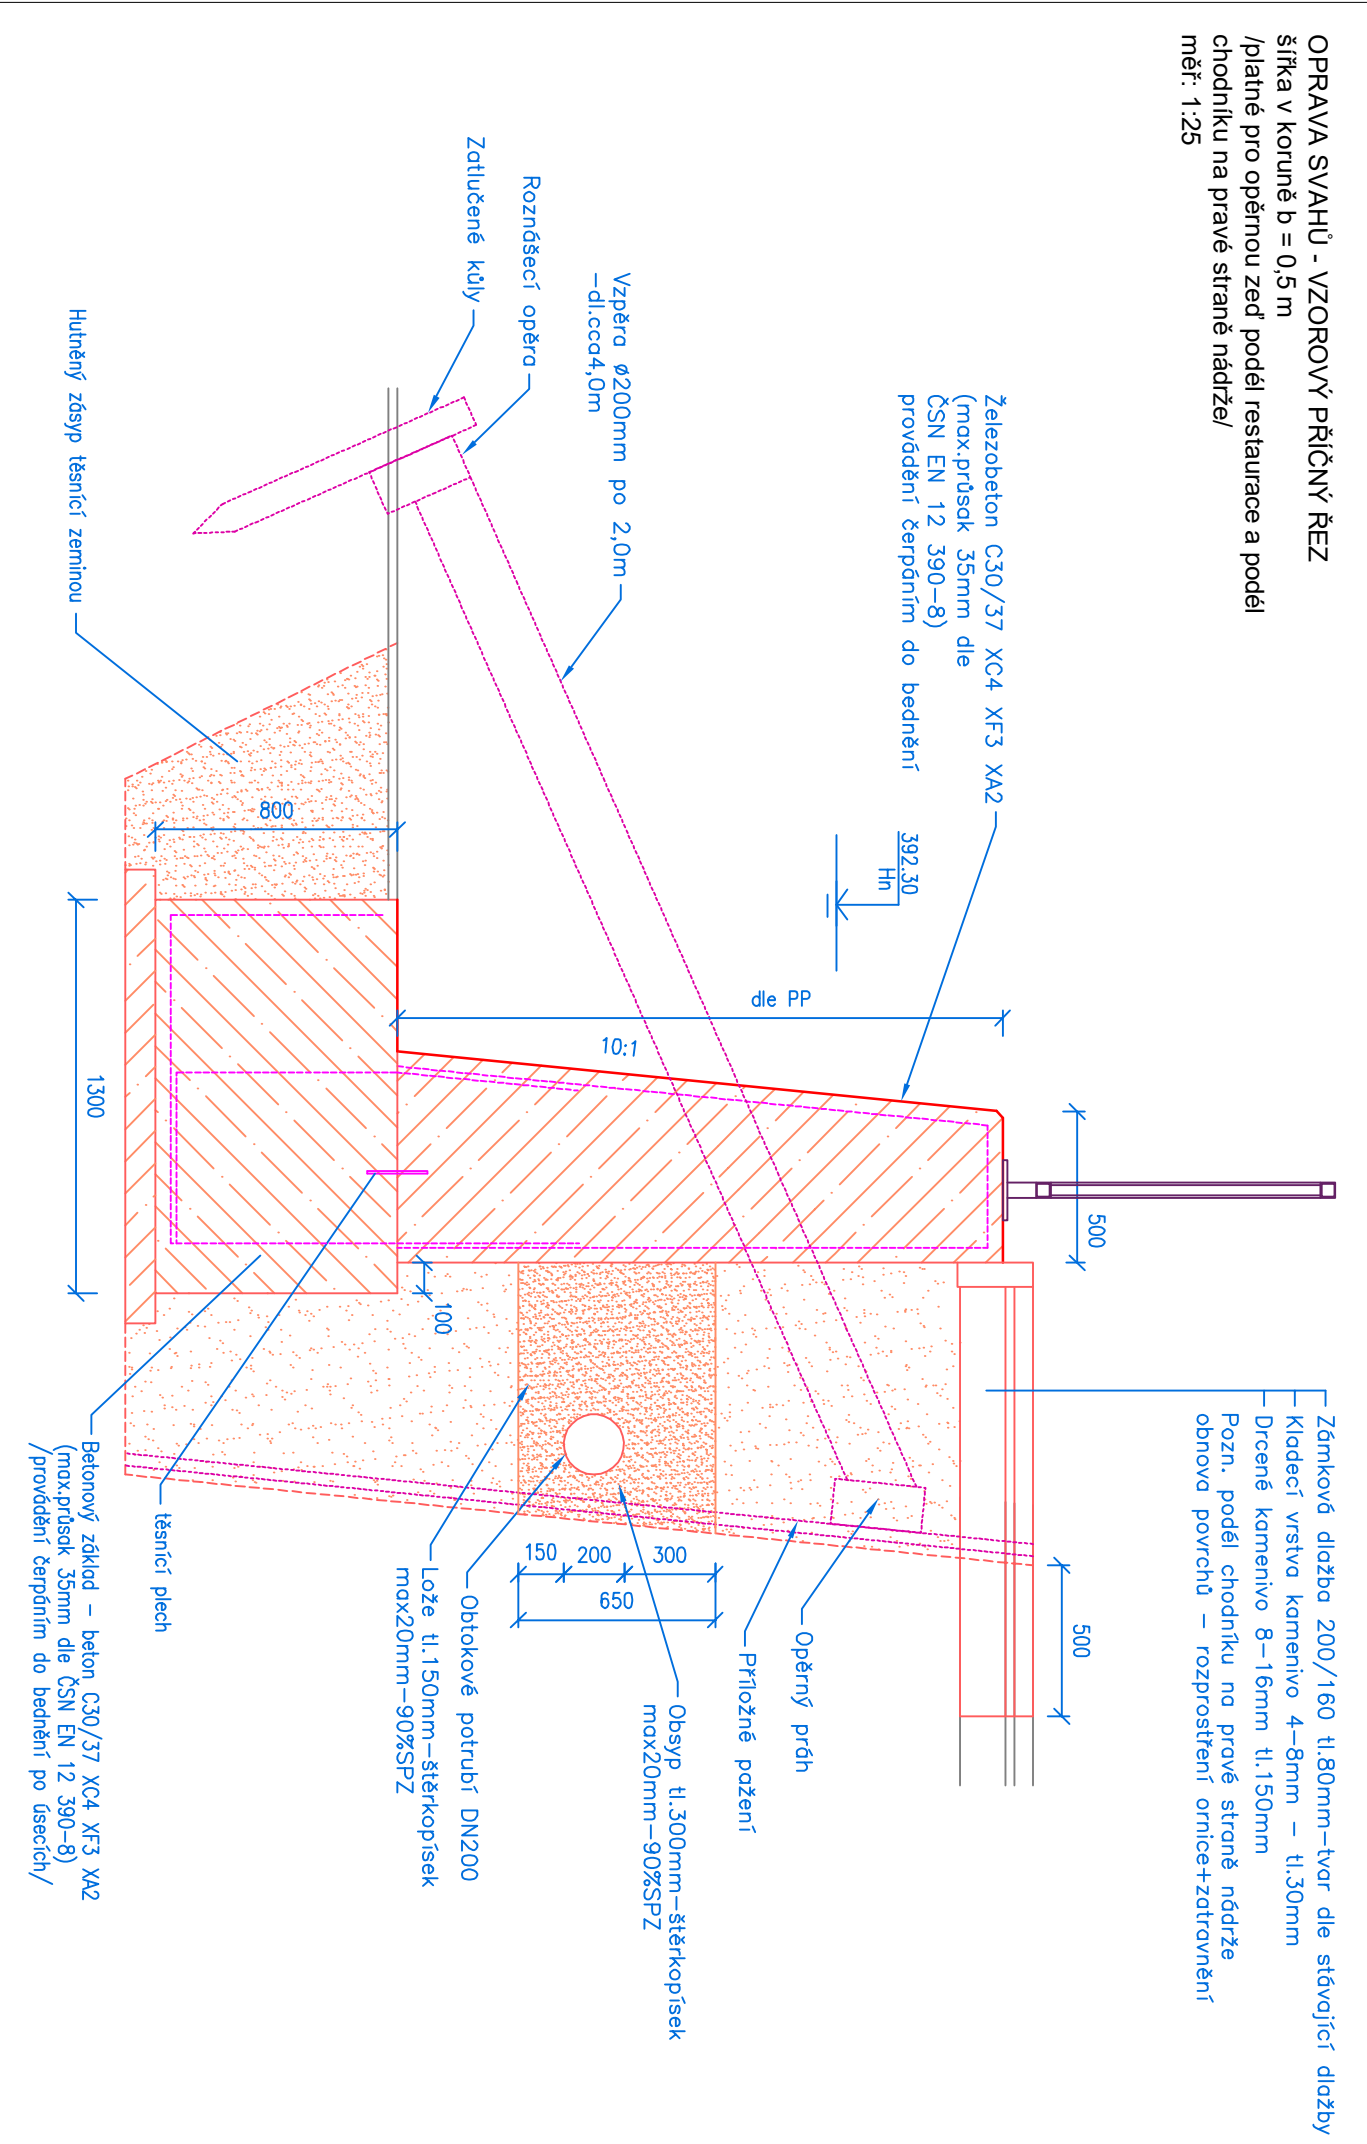 OPRAVA SVAHŮ - VZOROVÝ PŘÍČNÝ ŘEZ
šířka v koruně b = 0,5 m
/platné pro opěrnou zeď podél restaurace a podél
chodníku na pravé straně nádrže/
měř: 1:25
Zámková dlažba 200/160 tl.80mm-tvar dle stávající dlažby
Kladecí vrstva kamenivo 4-8mm - tl.30mm
Drcené kamenivo 8-16mm tl.150mm
Pozn. podél chodníku na pravé straně nádrže
obnova povrchů - rozprostření ornice+zatravnění
Železobeton C30/37 XC4 XF3 XA2
(max.průsak 35mm dle
ČSN EN 12 390-8)
provádění čerpáním do bednění
392.30
Hn
500
500
dle PP
10:1
Vzpěra ø200mm po 2,0m
-dl.cca4,0m
Roznášecí opěra
Zatlučené kůly
Hutněný zásyp těsnící zeminou
800
1300
100
150
200
300
650
Opěrný práh
Příložné pažení
Obsyp tl.300mm-štěrkopísek
max20mm-90%SPZ
Obtokové potrubí DN200
Lože tl.150mm-štěrkopísek
max20mm-90%SPZ
těsnící plech
Betonový základ - beton C30/37 XC4 XF3 XA2
(max.průsak 35mm dle ČSN EN 12 390-8)
/provádění čerpáním do bednění po úsecích/